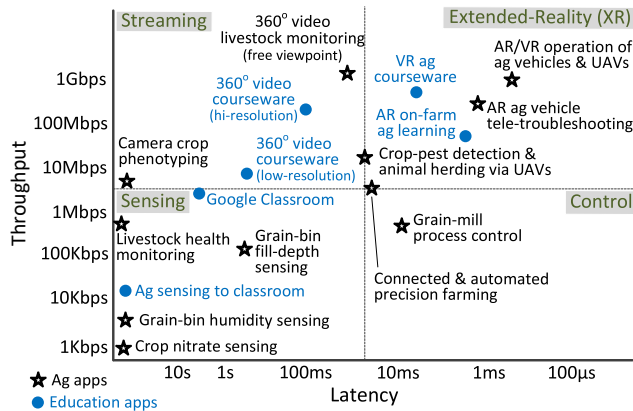 Streaming
Extended-Reality (XR)
360° video
livestock monitoring
(free viewpoint)
AR/VR operation of
ag vehicles & UAVs
VR ag
courseware
1Gbps
360° video
courseware
(hi-resolution)
AR on-farm
ag learning
AR ag vehicle
tele-troubleshooting
100Mbps
Camera crop
phenotyping
360° video
courseware
(low-resolution)
Crop-pest detection &
animal herding via UAVs
10Mbps
Sensing
Google Classroom
Control
1Mbps
Livestock health
monitoring
Grain-bin
fill-depth
sensing
Grain-mill
process control
100Kbps
Connected & automated
precision farming
10Kbps
Ag sensing to classroom
Grain-bin humidity sensing
1Kbps
Crop nitrate sensing
Throughput
10s
1s
100ms
10ms
1ms
100µs
Latency
Ag apps
Education apps